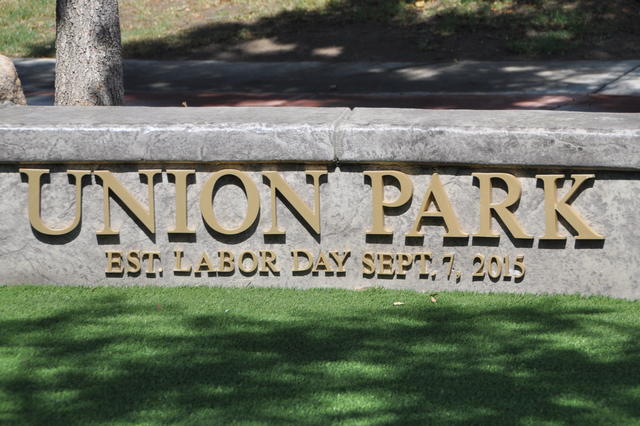 UNION PARK
EST. LABOR DAY SEPT. 7, 2015